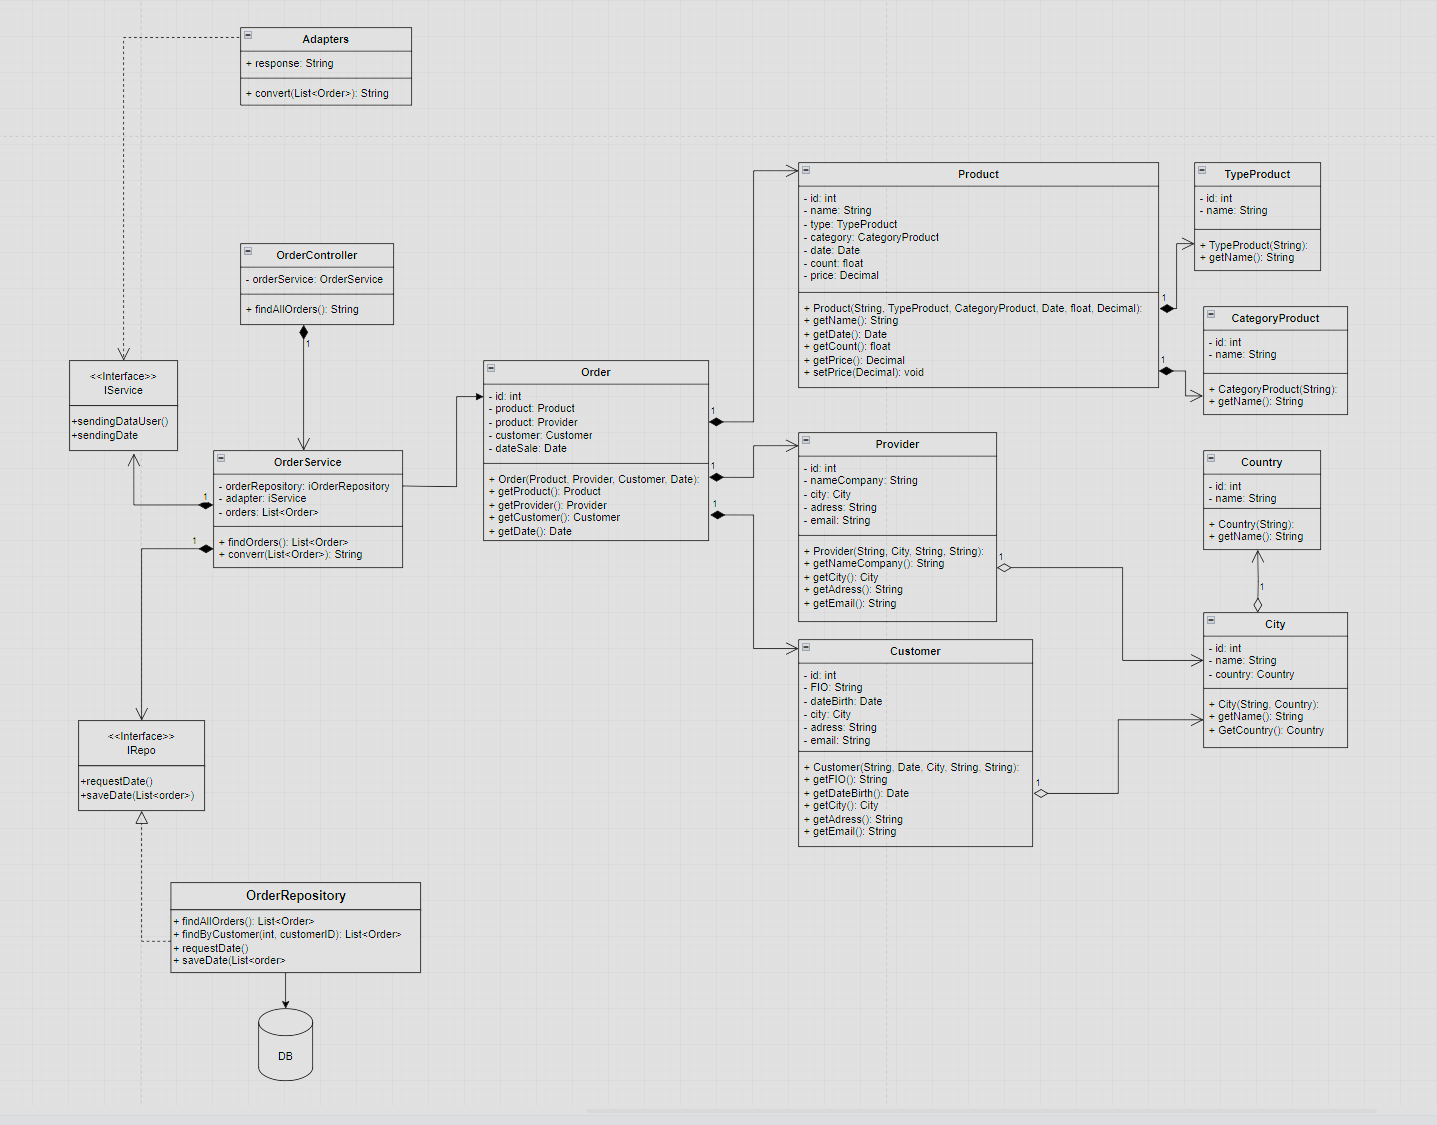 Adapters
+ response: String
+ convert(List<Order>): String
OrderController
- orderService: OrderService
+ findAllOrders(): String
1
<<Interface>>
IService
+sendingDataUser()
+sendingDate
OrderService
- orderRepository: iOrderRepository
- adapter: iService
- orders: List<Order>
+ findOrders(): List<Order>
+ converr(List<Order>): String
1
1
<<Interface>>
IRepo
+requestDate()
+saveDate(List<order>)
OrderRepository
+ findAllOrders(): List<Order>
+ findByCustomer(int, customerID): List<Order>
+ requestDate()
+ saveDate(List<order>
DB
Order
- id: int
- product: Product
- product: Provider
- customer: Customer
- dateSale: Date
+ Order(Product, Provider, Customer, Date):
+ getProduct(): Product
+ getProvider(): Provider
+ getCustomer(): Customer
+ getDate(): Date
1
1
1
Product
- id: int
- name: String
- type: TypeProduct
- category: CategoryProduct
- date: Date
- count: float
- price: Decimal
+ Product(String, TypeProduct, CategoryProduct, Date, float, Decimal):
+ getName(): String
+ getDate(): Date
+ getCount(): float
+ getPrice(): Decimal
+ setPrice(Decimal): void
1
1
TypeProduct
- id: int
- name: String
+ TypeProduct(String):
+ getName(): String
CategoryProduct
- id: int
- name: String
+ CategoryProduct(String):
+ getName(): String
Provider
- id: int
- nameCompany: String
- city: City
- adress: String
- email: String
+ Provider(String, City, String, String):
+ getNameCompany(): String
+ getCity(): City
+ getAdress(): String
+ getEmail(): String
1
Country
- id: int
- name: String
+ Country(String):
+ getName(): String
1
City
- id: int
- name: String
- country: Country
+ City(String, Country):
+ getName(): String
+ GetCountry(): Country
Customer
- id: int
- FIO: String
- dateBirth: Date
- city: City
- adress: String
- email: String
+ Customer(String, Date, City, String, String):
+ getFIO(): String
+ getDateBirth(): Date
+ getCity(): City
+ getAdress(): String
+ getEmail(): String
1